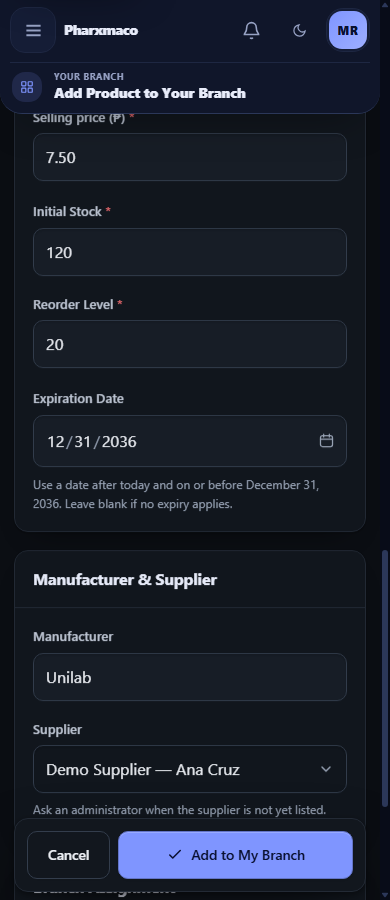 Pharxmaco
MR
YOUR BRANCH
Add Product to Your Branch
Selling price (₱) *
7.50
Initial Stock *
120
Reorder Level *
20
Expiration Date
12/31/2036
Use a date after today and on or before December 31,
2036. Leave blank if no expiry applies.
Manufacturer & Supplier
Manufacturer
Unilab
Supplier
Demo Supplier — Ana Cruz
Ask an administrator when the supplier is not yet listed.
Cancel
Add to My Branch